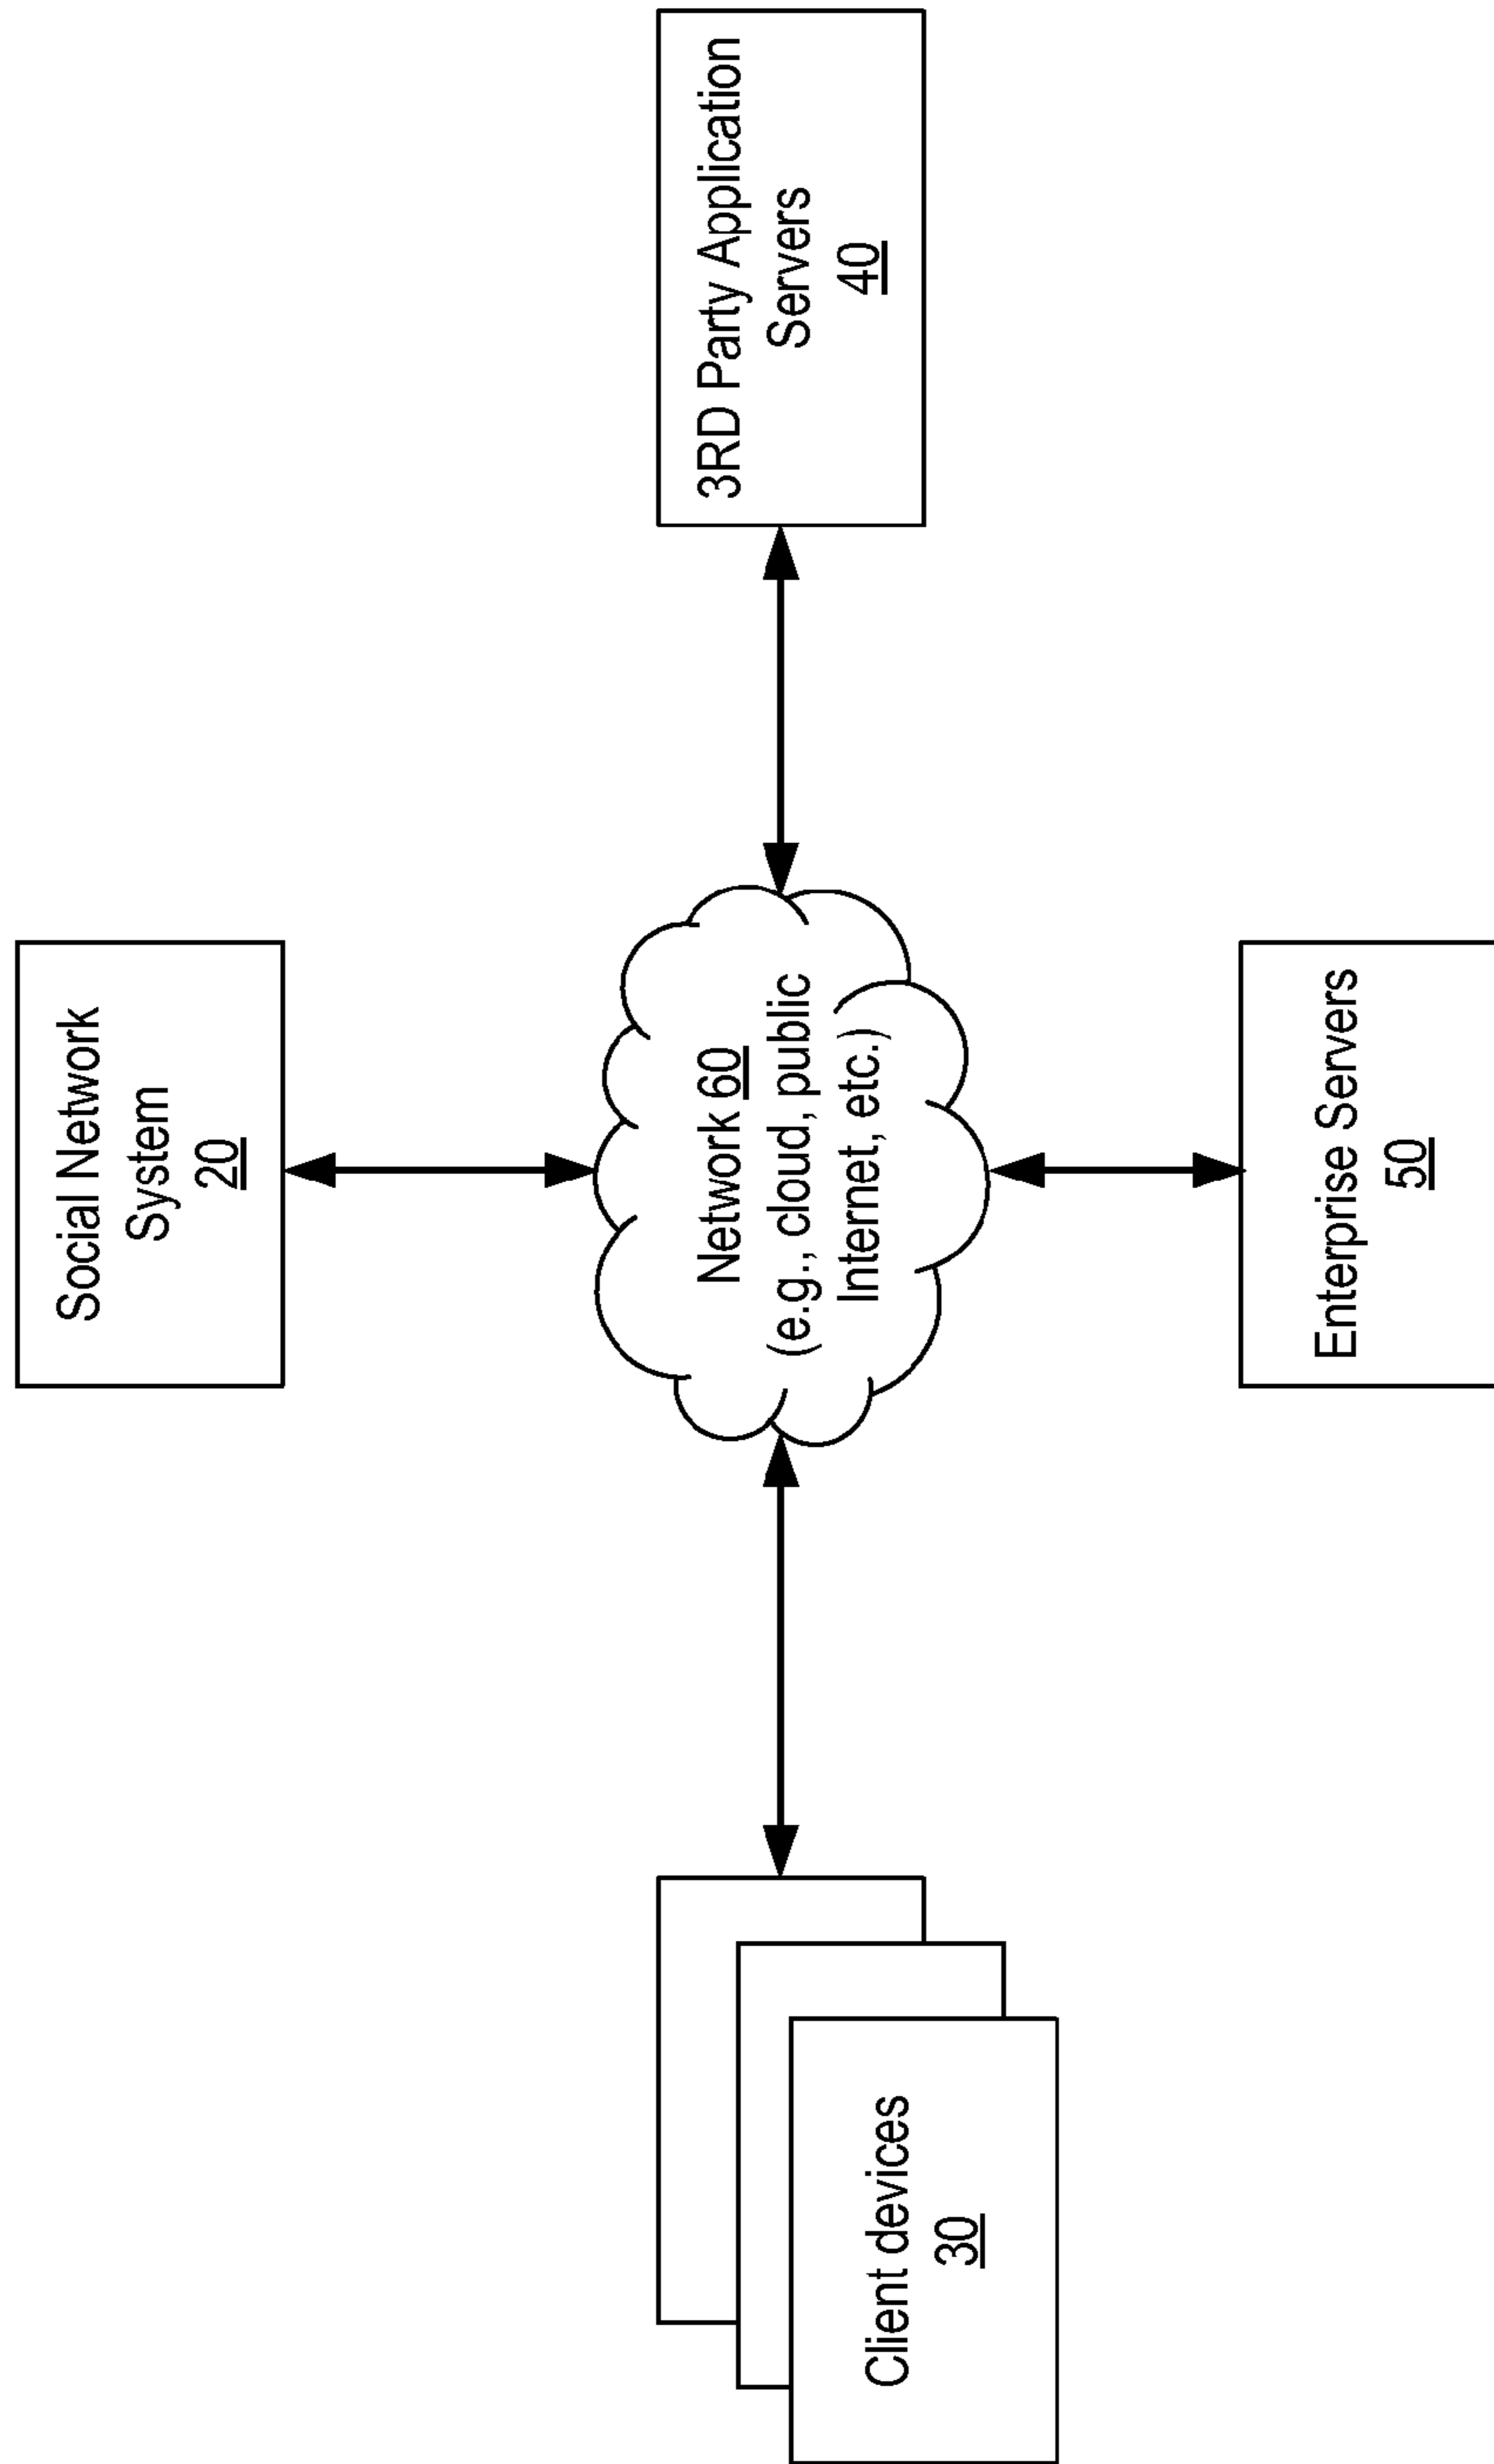 Social Network
System
20
Client devices
30
Network 60
(e.g., cloud, public
Internet, etc.)
3RD Party Application
Servers
40
Enterprise Servers
50